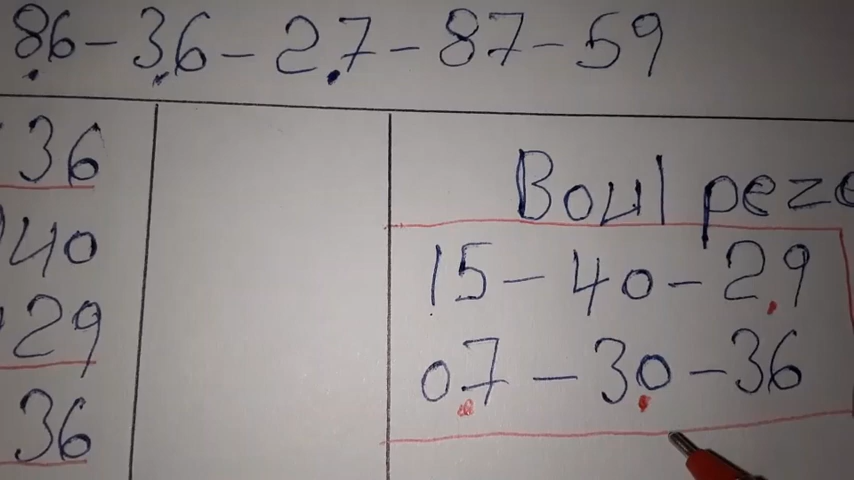 86 - 36 - 27 - 87 - 59
36
40
29
36
Boul peze
15 - 40 - 29
07 - 30 - 36